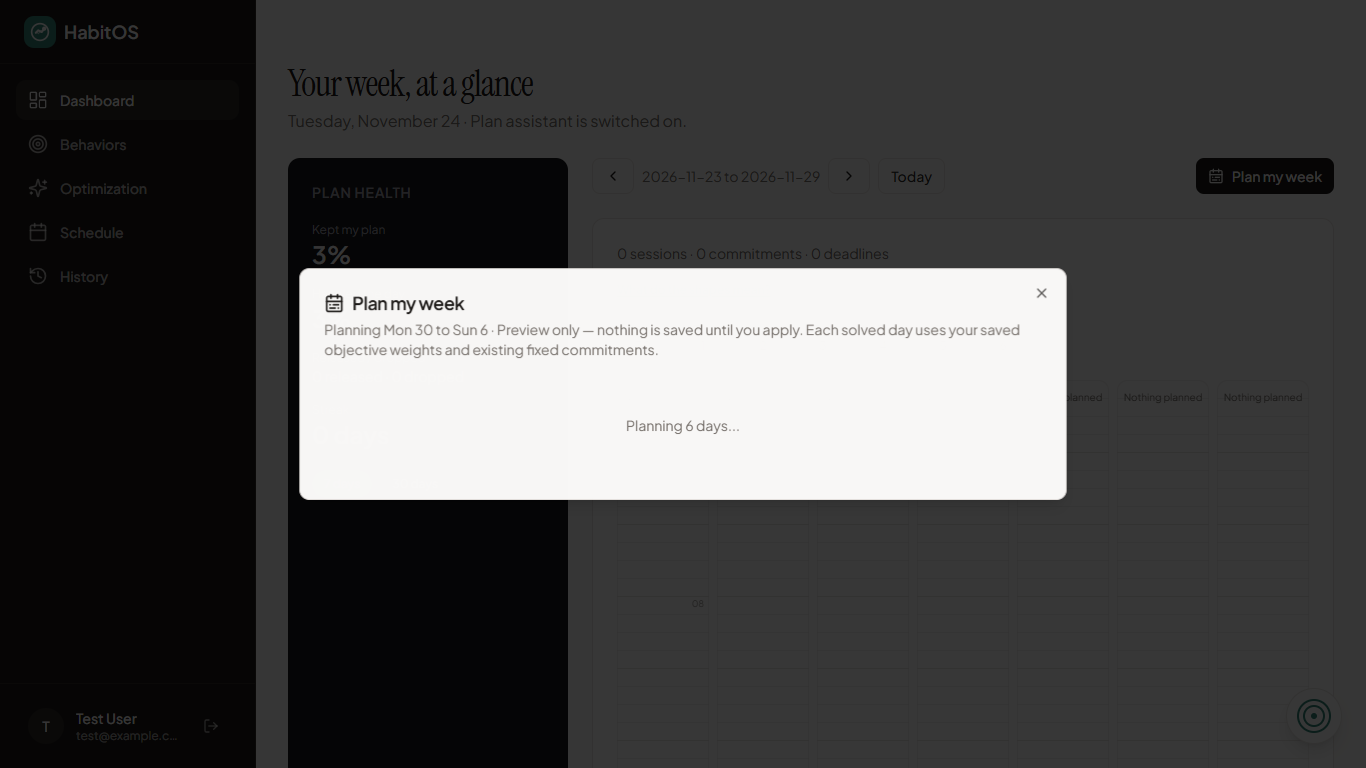 HabitOS
Dashboard
Behaviors
Optimization
Schedule
History
T
Test User
test@example.c...
Your week, at a glance
Tuesday, November 24 · Plan assistant is switched on.
PLAN HEALTH
Kept my plan
3%
2026-11-23 to 2026-11-29
Today
Plan my week
0 sessions · 0 commitments · 0 deadlines
Plan my week
Planning Mon 30 to Sun 6 · Preview only — nothing is saved until you apply. Each solved day uses your saved
objective weights and existing fixed commitments.
Planning 6 days...
planned
Nothing planned
Nothing planned
08